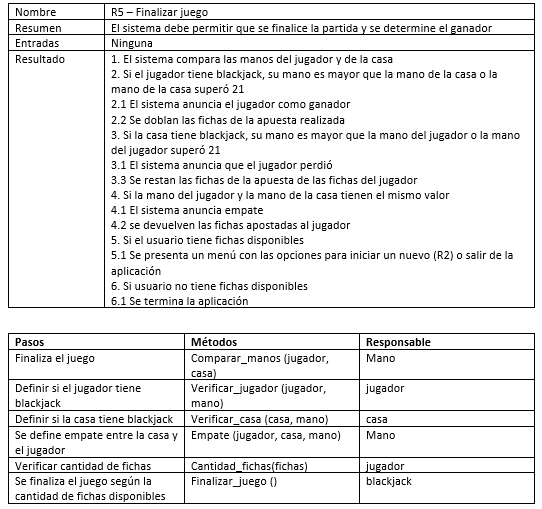 Nombre R5 – Finalizar juego
Resumen El sistema debe permitir que se finalice la partida y se determine el ganador
Entradas Ninguna
Resultado 1. El sistema compara las manos del jugador y de la casa
2. Si el jugador tiene blackjack, su mano es mayor que la mano de la casa o la
mano de la casa superó 21
2.1 El sistema anuncia el jugador como ganador
2.2 Se doblan las fichas de la apuesta realizada
3. Si la casa tiene blackjack, su mano es mayor que la mano del jugador o la mano
del jugador superó 21
3.1 El sistema anuncia que el jugador perdió
3.3 Se restan las fichas de la apuesta de las fichas del jugador
4. Si la mano del jugador y la mano de la casa tienen el mismo valor
4.1 El sistema anuncia empate
4.2 se devuelven las fichas apostadas al jugador
5. Si el usuario tiene fichas disponibles
5.1 Se presenta un menú con las opciones para iniciar un nuevo (R2) o salir de la
aplicación
6. Si usuario no tiene fichas disponibles
6.1 Se termina la aplicación
Pasos Métodos Responsable
Finaliza el juego Comparar_manos (jugador, Mano
casa)
Definir si el jugador tiene Verificar_jugador (jugador, jugador
blackjack mano)
Definir si la casa tiene blackjack Verificar_casa (casa, mano) casa
Se define empate entre la casa y Empate (jugador, casa, mano) Mano
el jugador
Verificar cantidad de fichas Cantidad_fichas(fichas) jugador
Se finaliza el juego según la Finalizar_juego () blackjack
cantidad de fichas disponibles